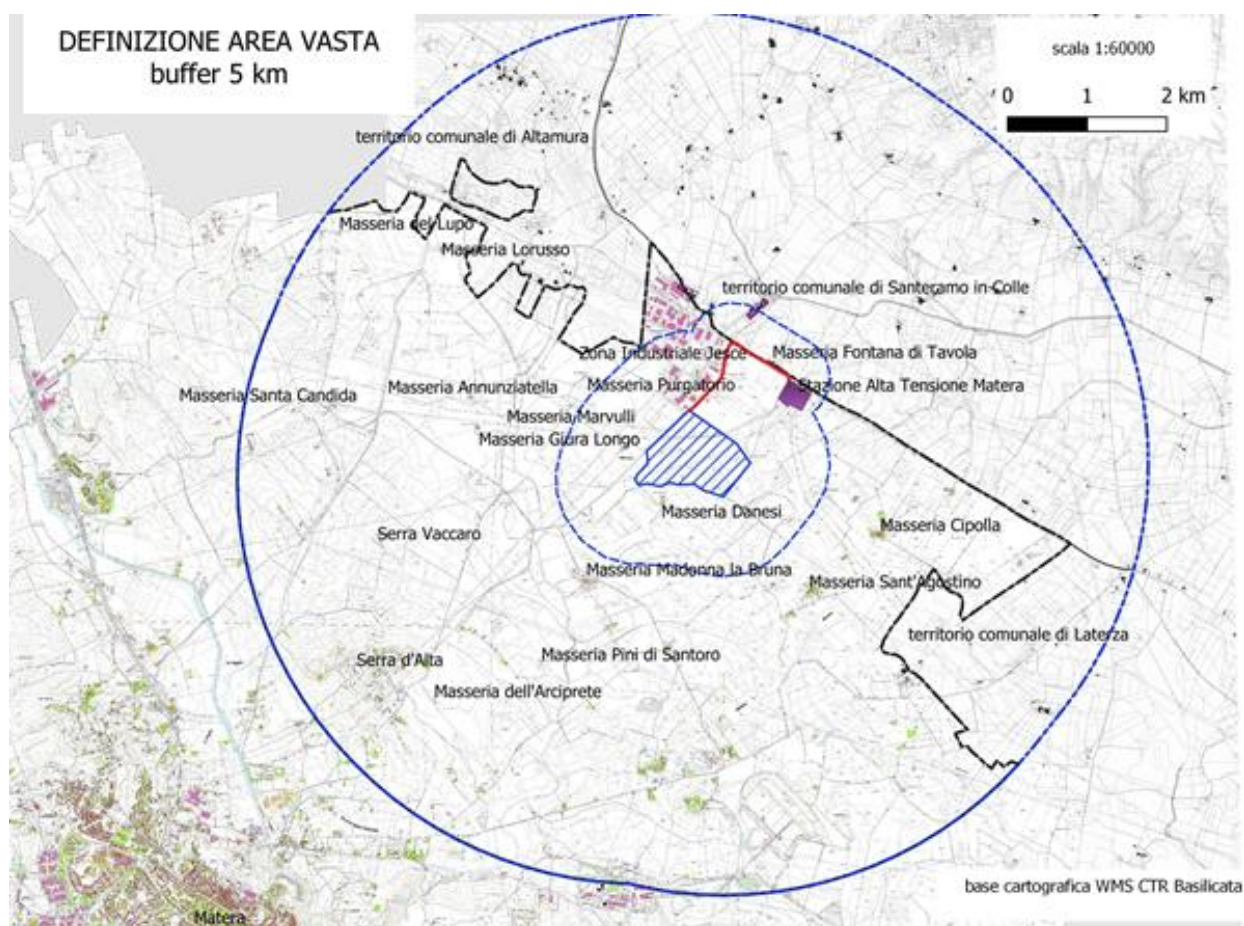 DEFINIZIONE AREA VASTA
buffer 5 km
scala 1:60000
0 1 2 km
territorio comunale di Altamura
Masseria del Lupo
Masseria Lorusso
territorio comunale di Santeramo in Colle
Zona Industriale Jesce
Masseria Fontana di Tavola
Masseria Santa Candida
Masseria Annunziatella
Masseria Purgatorio
Stazione Alta Tensione Matera
Masseria Marvulli
Masseria Giura Longo
Masseria Danesi
Masseria Cipolla
Serra Vaccaro
Masseria Madonna la Bruna
Masseria Sant'Agostino
territorio comunale di Laterza
Serra d'Alta
Masseria Pini di Santoro
Masseria dell'Arciprete
base cartografica WMS CTR Basilicata
Matera